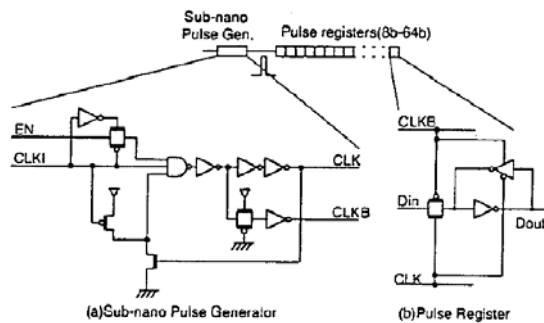 Sub-nano
Pulse Gen.
Pulse registers(8b-64b)
EN
CLKI
CLK
CLKB
CLKB
Din
Dout
CLK
(a)Sub-nano Pulse Generator
(b)Pulse Register